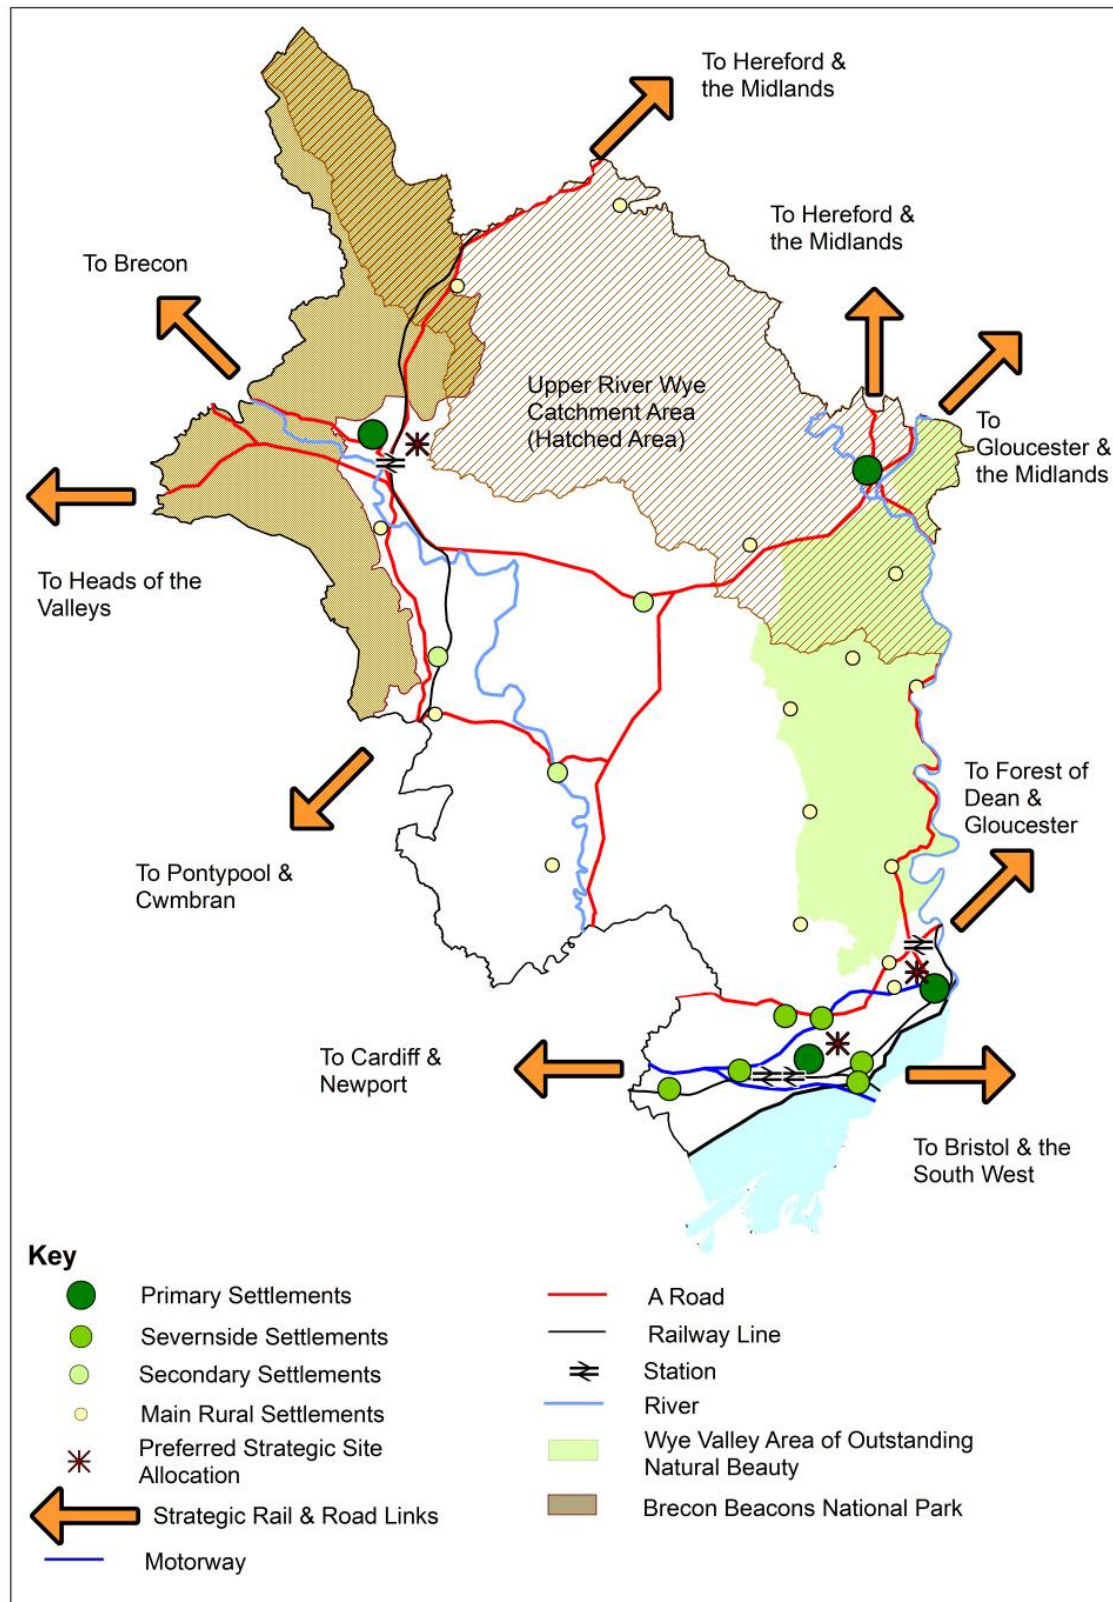 To Hereford &
the Midlands
To Hereford &
the Midlands
To Brecon
Upper River Wye
Catchment Area
(Hatched Area)
To
Gloucester &
the Midlands
To Heads of the
Valleys
To Forest of
Dean &
Gloucester
To Pontypool &
Cwmbran
To Cardiff &
Newport
To Bristol & the
South West
Key
Primary Settlements
Severnside Settlements
Secondary Settlements
Main Rural Settlements
Preferred Strategic Site
Allocation
Strategic Rail & Road Links
Motorway
A Road
Railway Line
Station
River
Wye Valley Area of Outstanding
Natural Beauty
Brecon Beacons National Park